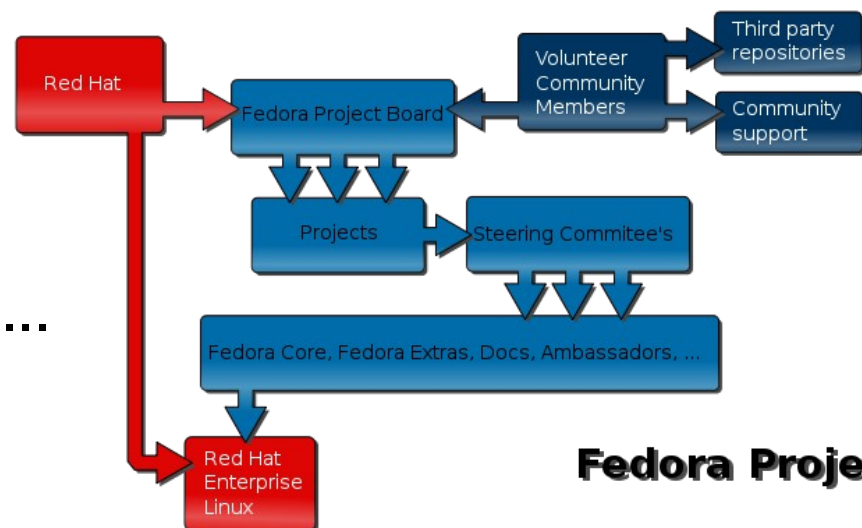 Red Hat
Fedora Project Board
Volunteer
Community
Members
Third party
repositories
Community
support
Projects
Steering Commitee's
...
Fedora Core, Fedora Extras, Docs, Ambassadors, ...
Red Hat
Enterprise
Linux
Fedora Proje